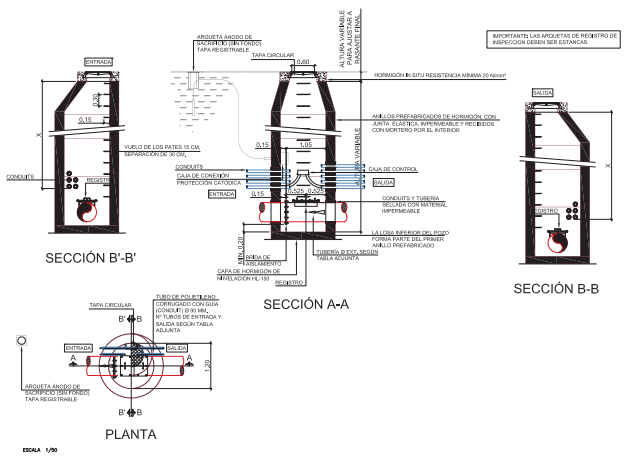 ARQUETA ÁNODO DE
SACRIFICIO (SIN FONDO)
TAPA REGISTRABLE
TAPA CIRCULAR
0.60
ALTURA VARIABLE
PARA AJUSTAR A
RASANTE FINAL
IMPORTANTE: LAS ARQUETAS DE REGISTRO DE
INSPECCIÓN DEBEN SER ESTANCAS
ENTRADA
HORMIGÓN IN SITU RESISTENCIA MÍNIMA 20 N/mm²
SALIDA
0.30
0.15
X
ANILLOS PREFABRICADOS DE HORMIGÓN, CON
JUNTA ELÁSTICA, IMPERMEABLE Y RECIBIDOS
CON MORTERO POR EL INTERIOR
VUELO DE LOS PATES 15 CM.
SEPARACIÓN DE 30 CM.
0.15
1.05
ALTURA VARIABLE
X
CONDUITS
REGISTRO
CONDUITS
CAJA DE CONEXIÓN
PROTECCIÓN CATÓDICA
CAJA DE CONTROL
ENTRADA
SALIDA
0.15
0.525
0.525
CONDUITS Y TUBERÍA
SELLADA CON MATERIAL
IMPERMEABLE
REGISTRO
MIN. 0,20
LA LOSA INFERIOR DEL POZO
FORMA PARTE DEL PRIMER
ANILLO PREFABRICADO
BRIDA DE
AISLAMIENTO
TUBERÍA Ø EXT. SEGÚN
TABLA ADJUNTA
CAPA DE HORMIGÓN DE
NIVELACIÓN HL-150
REGISTRO
SECCIÓN B'-B'
SECCIÓN A-A
SECCIÓN B-B
TAPA CIRCULAR
TUBO DE POLIETILENO
CORRUGADO CON GUÍA
(CONDUIT) Ø 90 MM,
Nº TUBOS DE ENTRADA Y
SALIDA SEGÚN TABLA
ADJUNTA
B'
B
ENTRADA
SALIDA
A
A
1,20
ARQUETA ÁNODO DE
SACRIFICIO (SIN FONDO)
TAPA REGISTRABLE
B'
B
PLANTA
ESCALA 1/50